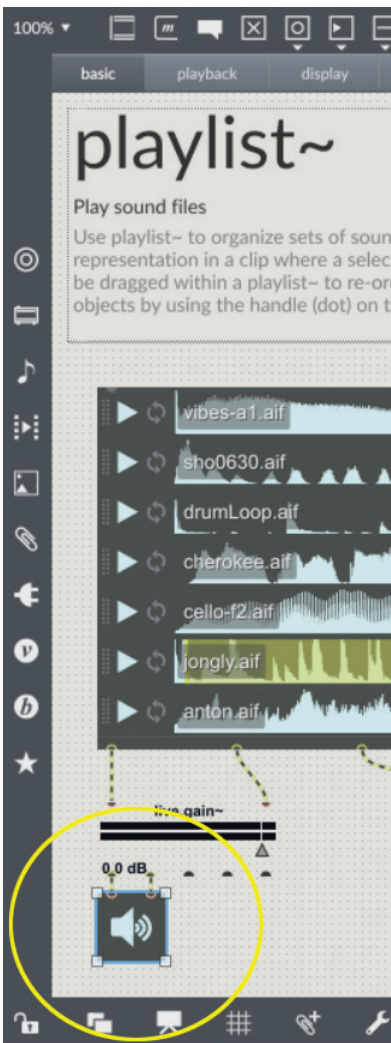 100%
basic playback display
playlist~
Play sound files
Use playlist~ to organize sets of soun
representation in a clip where a selec
be dragged within a playlist~ to re-or
objects by using the handle (dot) on t
vibes-a1.aif
sho0630.aif
drumLoop.aif
cherokee.aif
cello-f2.aif
jongly.aif
anton.aif
live.gain~
0.0 dB